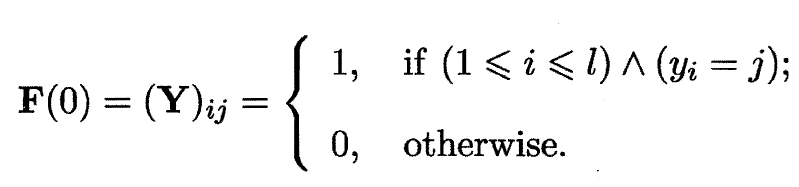 F(0) = (Y)ij = { 1, if (1 ⩽ i ⩽ l) ∧ (yi = j);
0, otherwise.